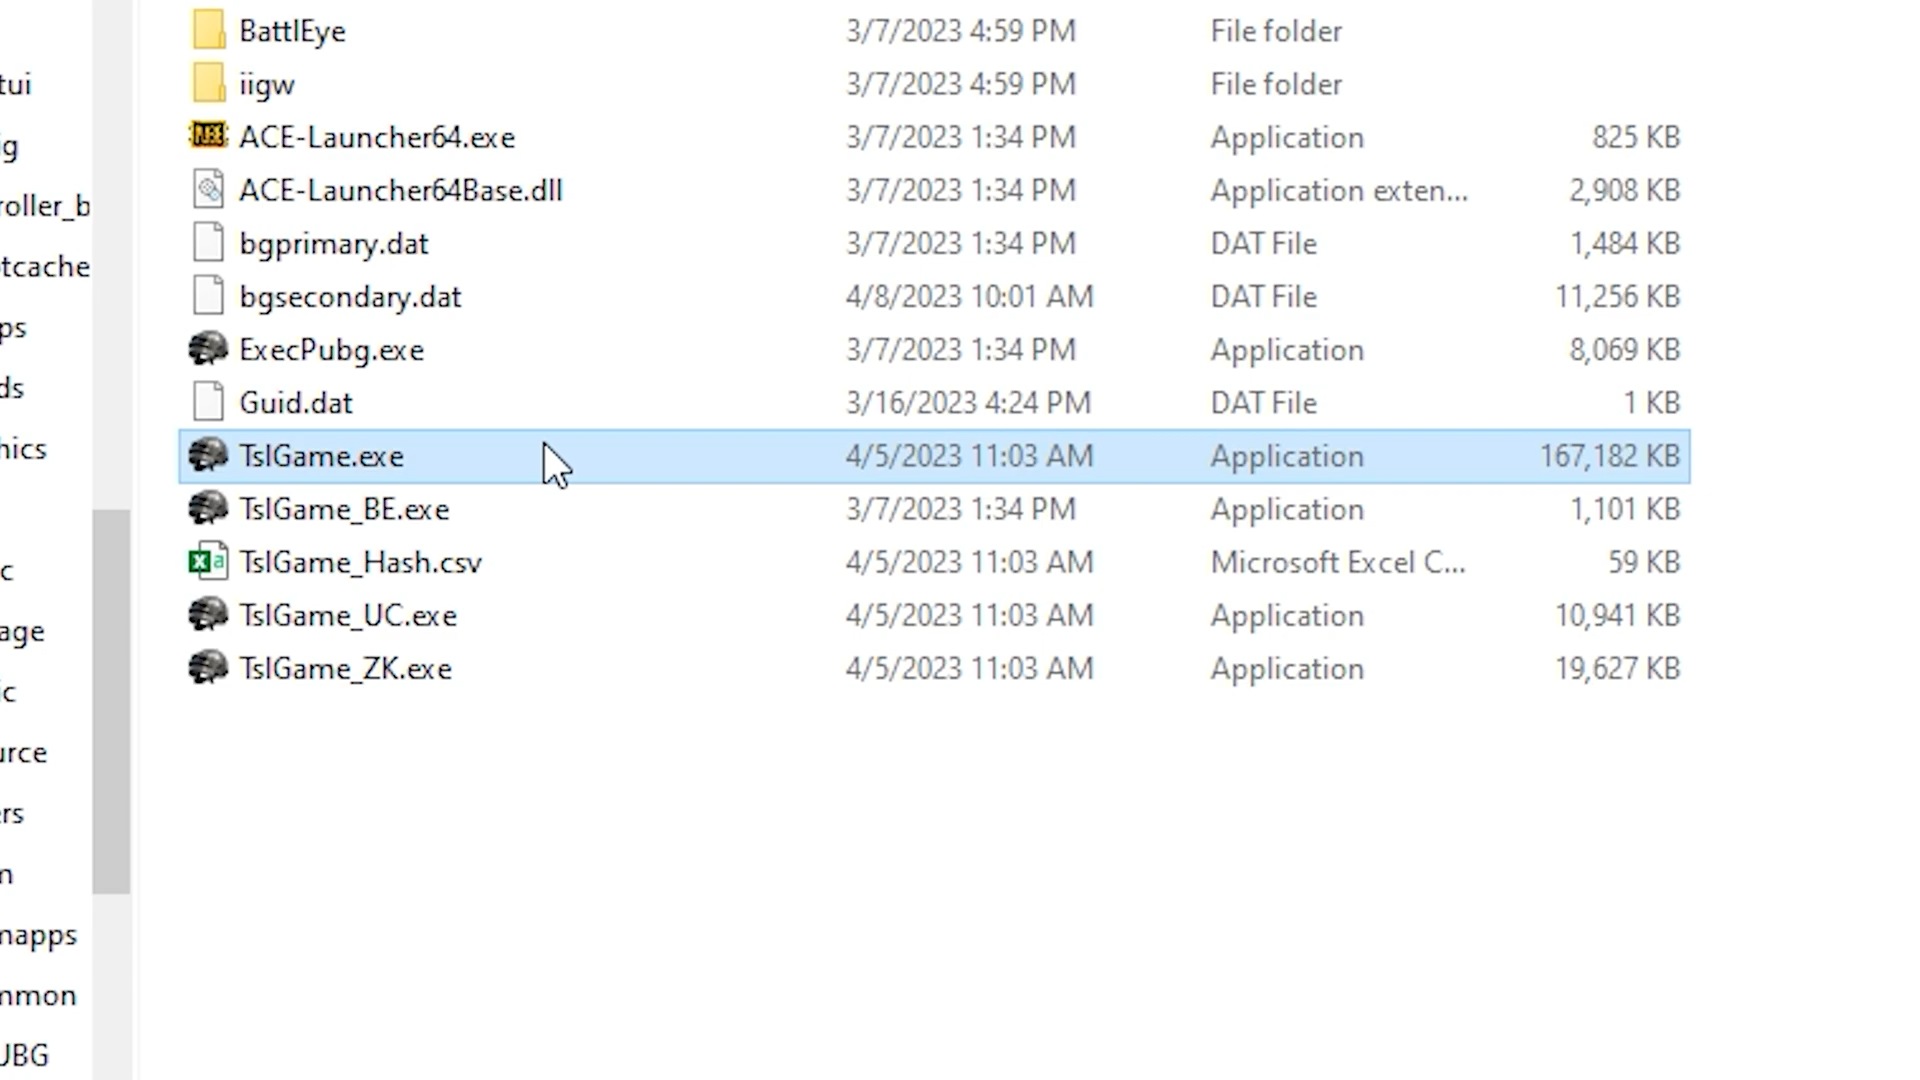 BattlEye 3/7/2023 4:59 PM File folder
iigw 3/7/2023 4:59 PM File folder
ACE-Launcher64.exe 3/7/2023 1:34 PM Application 825 KB
ACE-Launcher64Base.dll 3/7/2023 1:34 PM Application exten... 2,908 KB
bgprimary.dat 3/7/2023 1:34 PM DAT File 1,484 KB
bgsecondary.dat 4/8/2023 10:01 AM DAT File 11,256 KB
ExecPubg.exe 3/7/2023 1:34 PM Application 8,069 KB
Guid.dat 3/16/2023 4:24 PM DAT File 1 KB
TslGame.exe 4/5/2023 11:03 AM Application 167,182 KB
TslGame_BE.exe 3/7/2023 1:34 PM Application 1,101 KB
TslGame_Hash.csv 4/5/2023 11:03 AM Microsoft Excel C... 59 KB
TslGame_UC.exe 4/5/2023 11:03 AM Application 10,941 KB
TslGame_ZK.exe 4/5/2023 11:03 AM Application 19,627 KB
tui
ig
roller_b
tcache
ps
ds
hics
c
age
ic
urce
ers
m
mapps
mmon
UBG